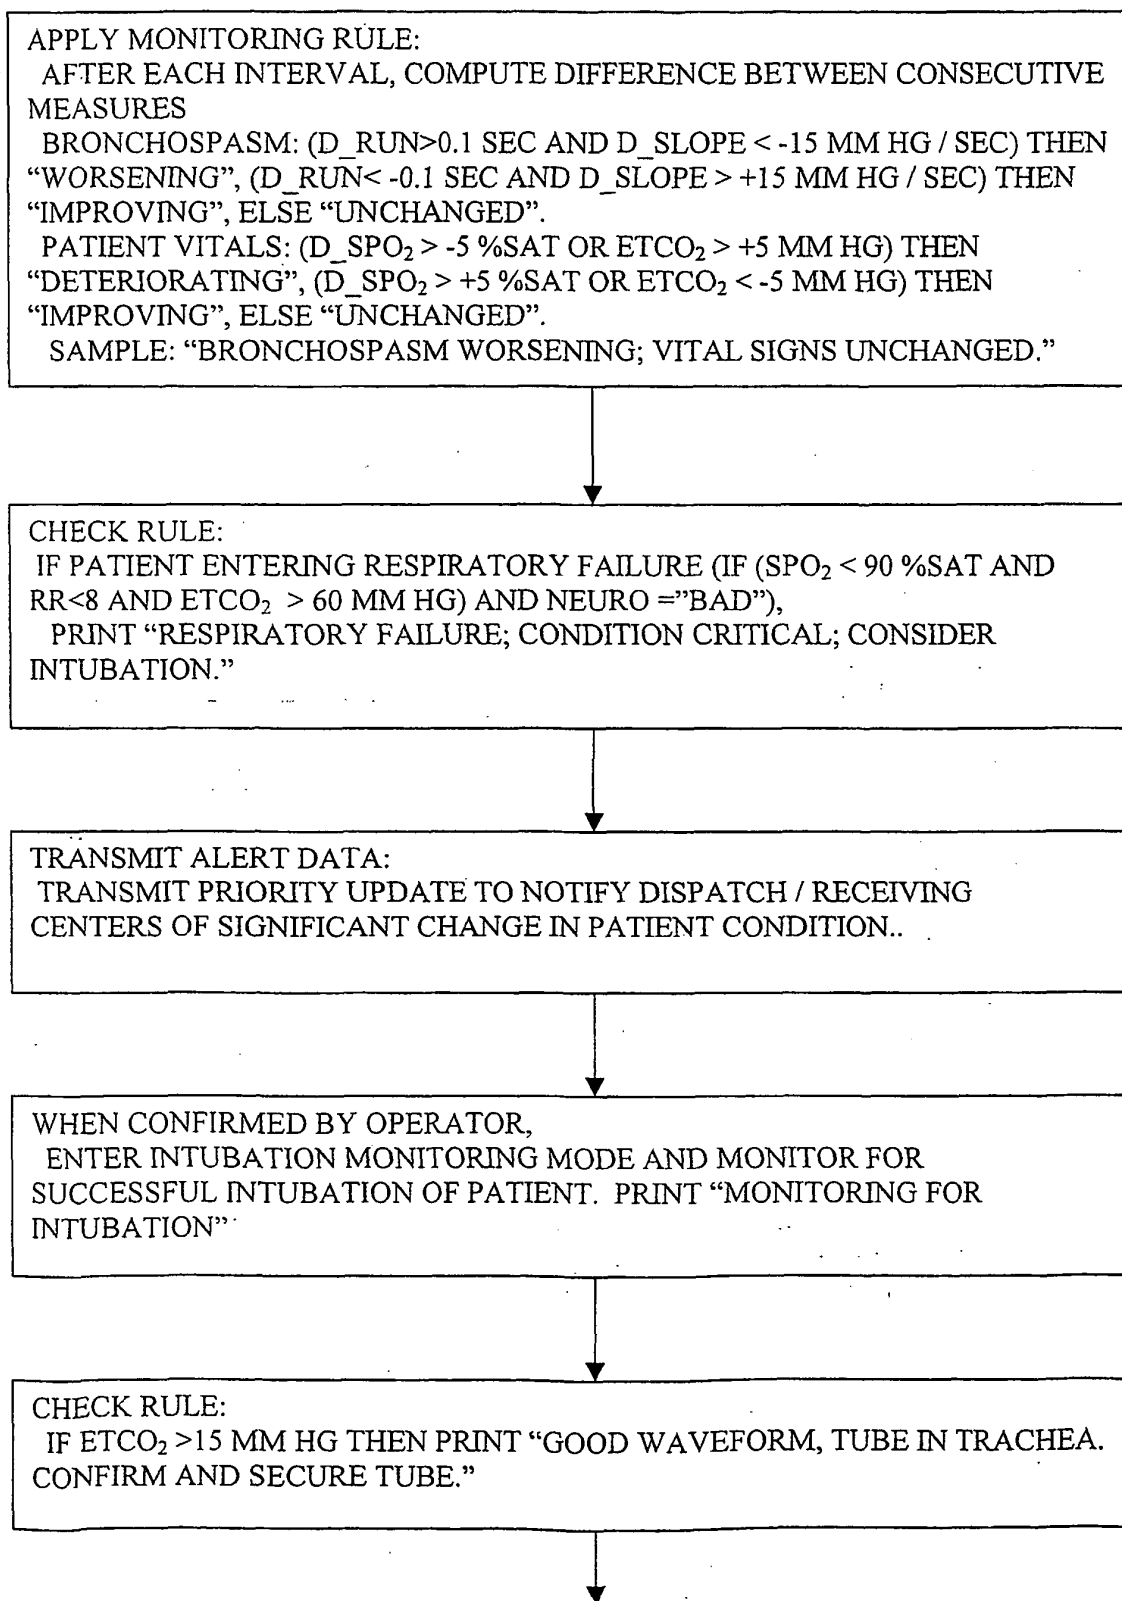 APPLY MONITORING RULE:
AFTER EACH INTERVAL, COMPUTE DIFFERENCE BETWEEN CONSECUTIVE
MEASURES
BRONCHOSPASM: (D_RUN>0.1 SEC AND D_SLOPE < -15 MM HG / SEC) THEN
“WORSENING”, (D_RUN< -0.1 SEC AND D_SLOPE > +15 MM HG / SEC) THEN
“IMPROVING”, ELSE “UNCHANGED”.
PATIENT VITALS: (D_SPO₂ > -5 %SAT OR ETCO₂ > +5 MM HG) THEN
“DETERIORATING”, (D_SPO₂ > +5 %SAT OR ETCO₂ < -5 MM HG) THEN
“IMPROVING”, ELSE “UNCHANGED”.
SAMPLE: “BRONCHOSPASM WORSENING; VITAL SIGNS UNCHANGED.”
CHECK RULE:
IF PATIENT ENTERING RESPIRATORY FAILURE (IF (SPO₂ < 90 %SAT AND
RR<8 AND ETCO₂ > 60 MM HG) AND NEURO ="BAD"),
PRINT “RESPIRATORY FAILURE; CONDITION CRITICAL; CONSIDER
INTUBATION.”
TRANSMIT ALERT DATA:
TRANSMIT PRIORITY UPDATE TO NOTIFY DISPATCH / RECEIVING
CENTERS OF SIGNIFICANT CHANGE IN PATIENT CONDITION..
WHEN CONFIRMED BY OPERATOR,
ENTER INTUBATION MONITORING MODE AND MONITOR FOR
SUCCESSFUL INTUBATION OF PATIENT. PRINT “MONITORING FOR
INTUBATION”
CHECK RULE:
IF ETCO₂ >15 MM HG THEN PRINT “GOOD WAVEFORM, TUBE IN TRACHEA.
CONFIRM AND SECURE TUBE.”